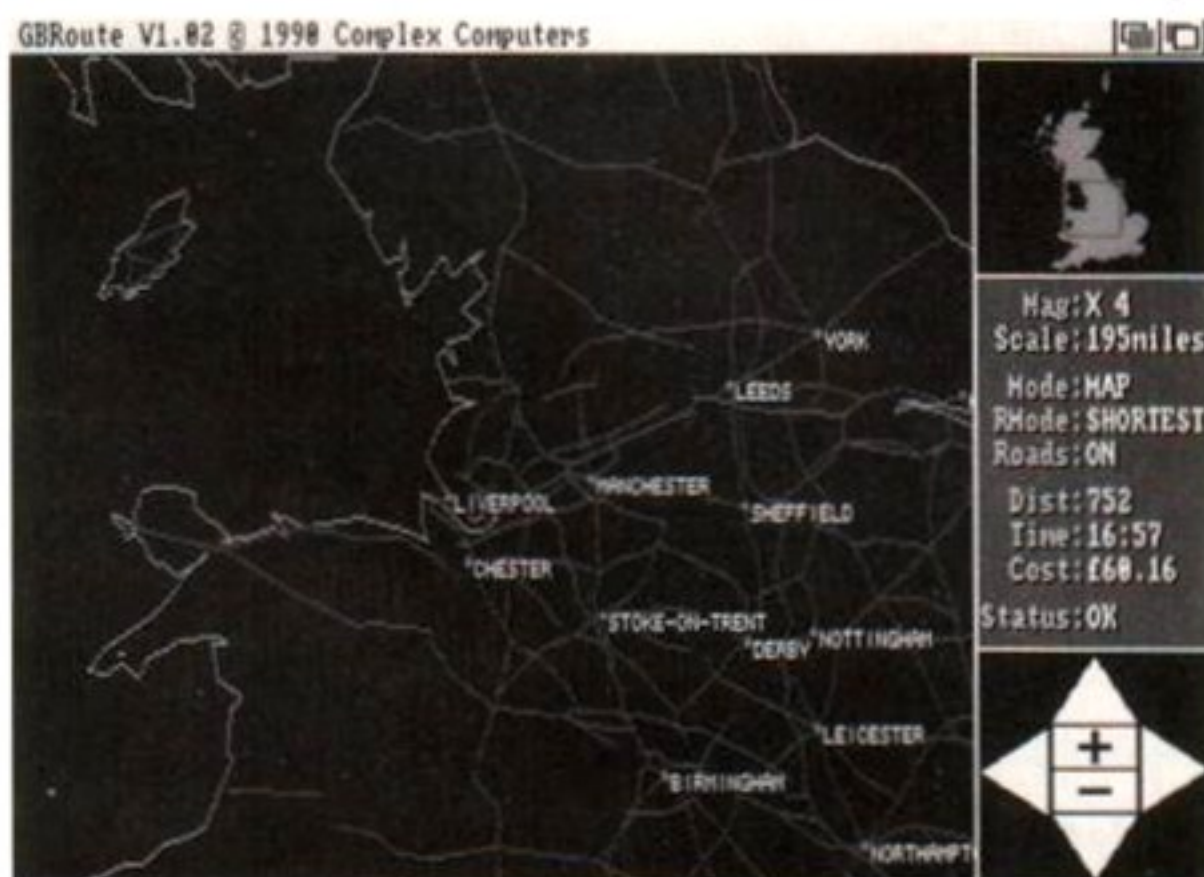 GBRoute V1.02 © 1990 Complex Computers
Mag:X 4
Scale:195miles
Mode:MAP
RMode:SHORTEST
Roads:ON
Dist:752
Time:16:57
Cost:£60.16
Status:OK
+
−
°YORK
°LEEDS
°MANCHESTER
°LIVERPOOL
°SHEFFIELD
°CHESTER
°STOKE-ON-TRENT
°DERBY
°NOTTINGHAM
°LEICESTER
°BIRMINGHAM
°NORTHAMPT